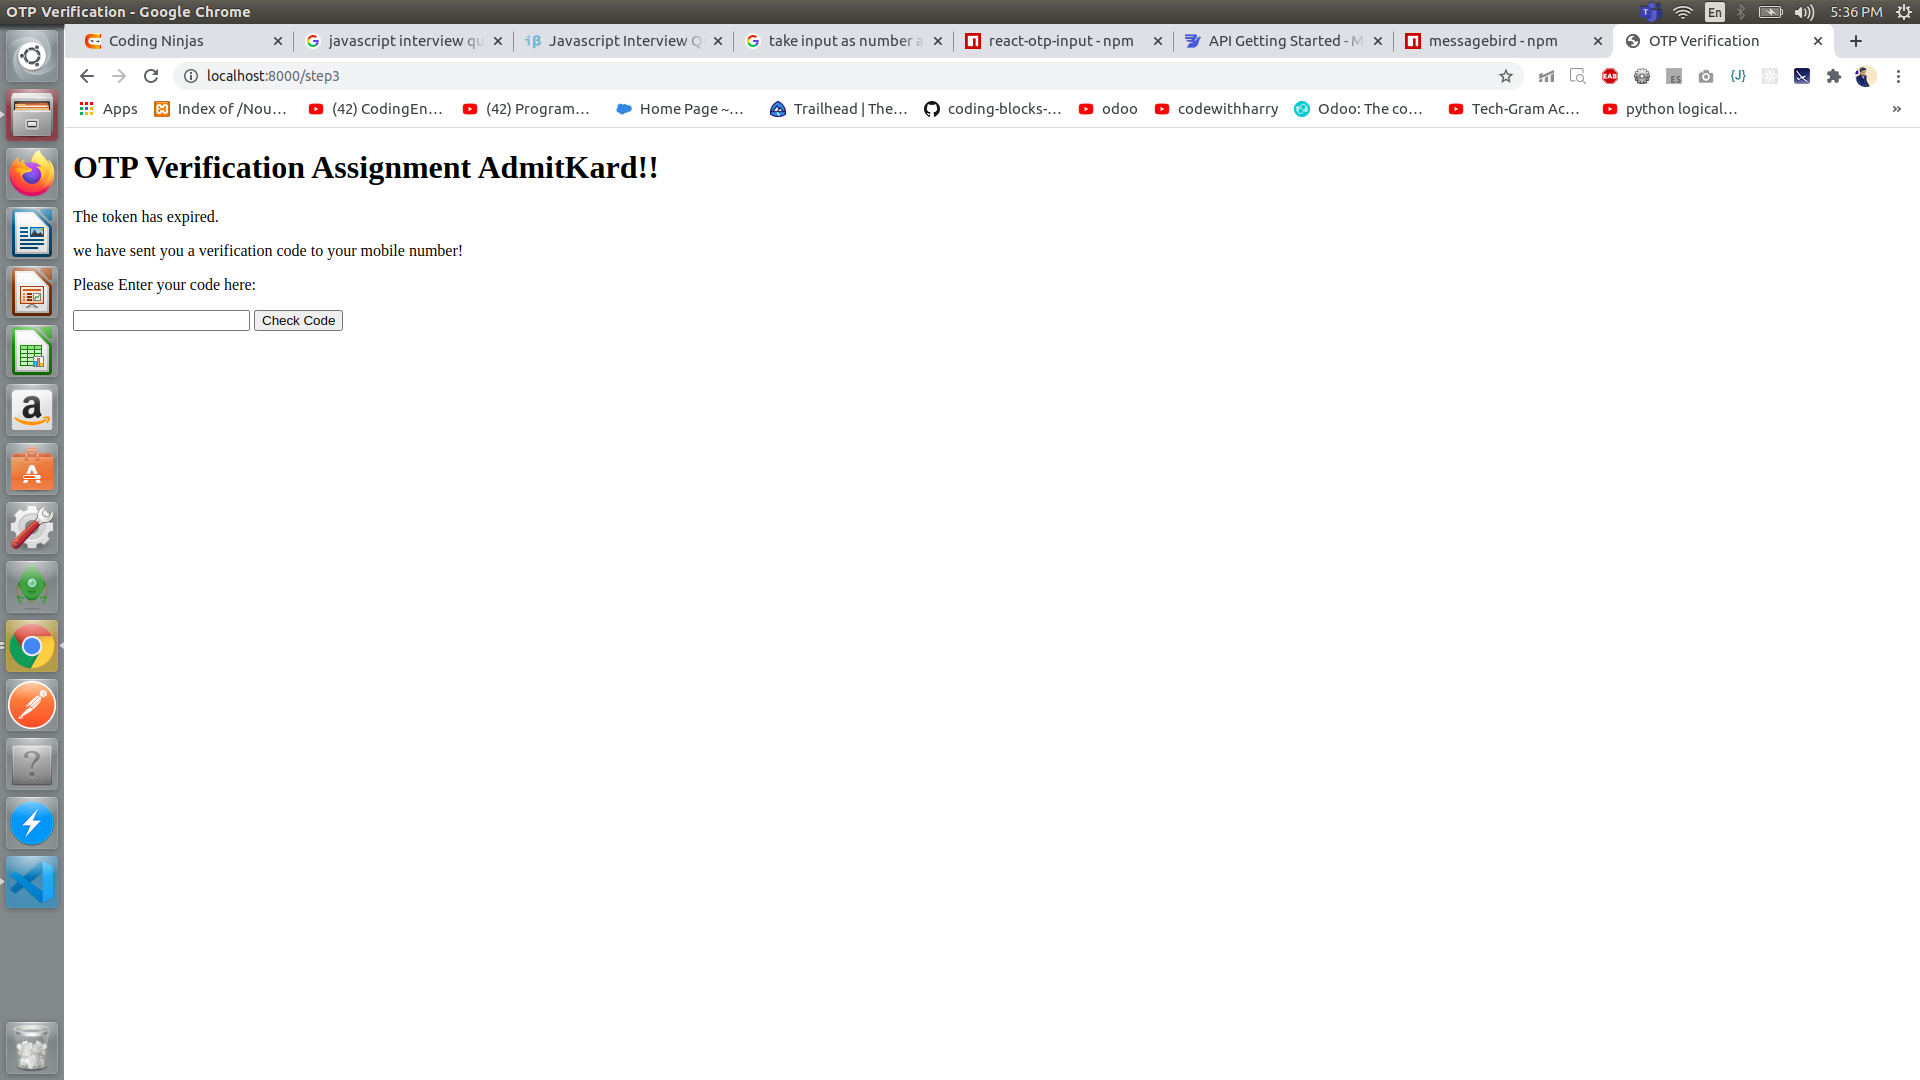 OTP Verification - Google Chrome
En
5:36 PM
Coding Ninjas
javascript interview qu
Javascript Interview Q
take input as number a
react-otp-input - npm
API Getting Started - M
messagebird - npm
OTP Verification
localhost:8000/step3
EAB
ES
{J}
Apps
Index of /Nou…
(42) CodingEn…
(42) Program…
Home Page ~…
Trailhead | The…
coding-blocks-…
odoo
codewithharry
Odoo: The co…
Tech-Gram Ac…
python logical…
»
OTP Verification Assignment AdmitKard!!
The token has expired.
we have sent you a verification code to your mobile number!
Please Enter your code here:
Check Code